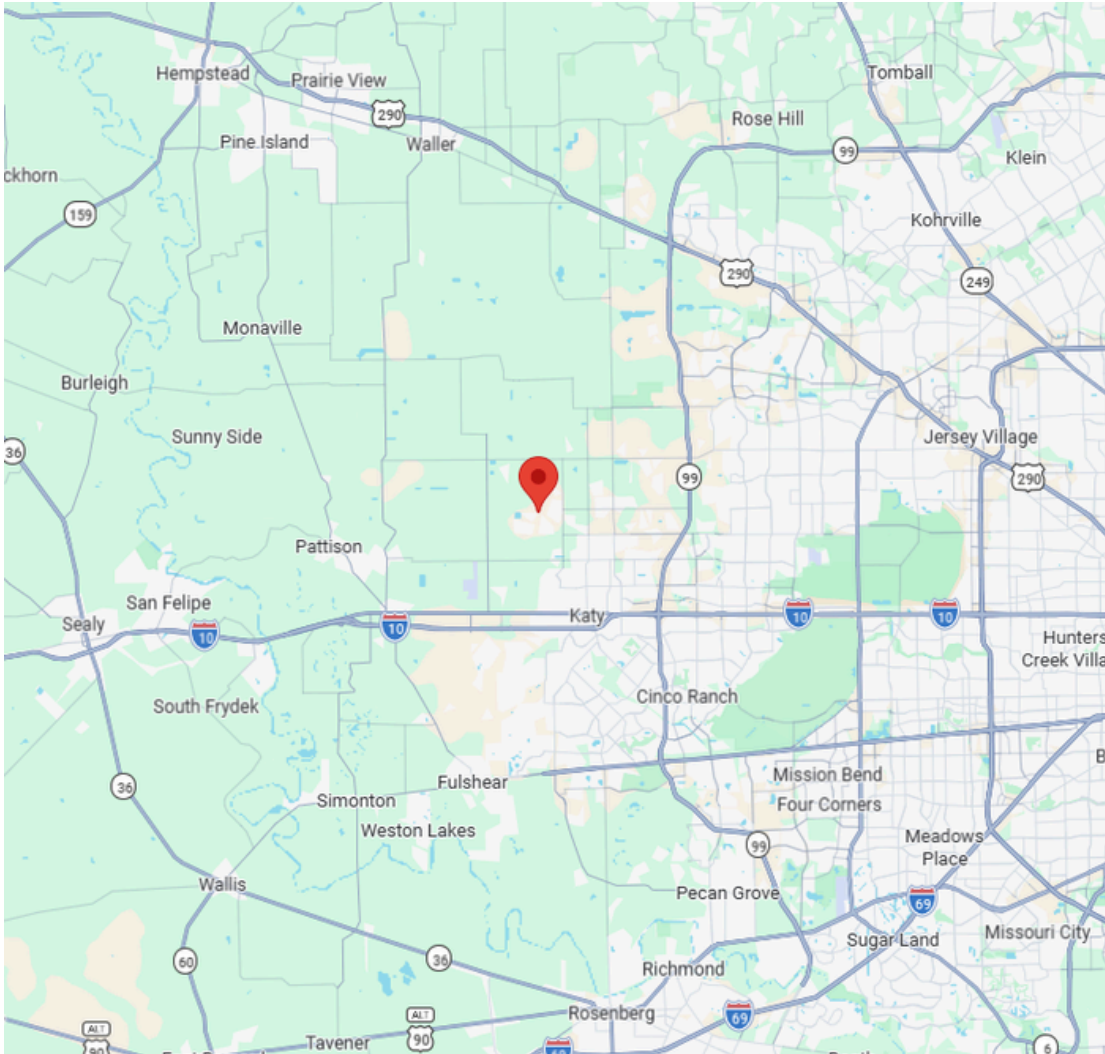 Tomball
Hempstead
Prairie View
290
Rose Hill
Pine Island
Waller
99
Klein
ckhorn
159
Kohrville
290
249
Monaville
Burleigh
Sunny Side
Jersey Village
36
99
290
Pattison
San Felipe
Katy
10
10
Sealy
10
10
Hunters
Creek Villa
Cinco Ranch
South Frydek
B
Mission Bend
Fulshear
36
Simonton
Four Corners
Weston Lakes
Meadows
Place
99
Wallis
Pecan Grove
69
Missouri City
Sugar Land
36
60
Richmond
Rosenberg
69
ALT
90
ALT
90
Tavener
6